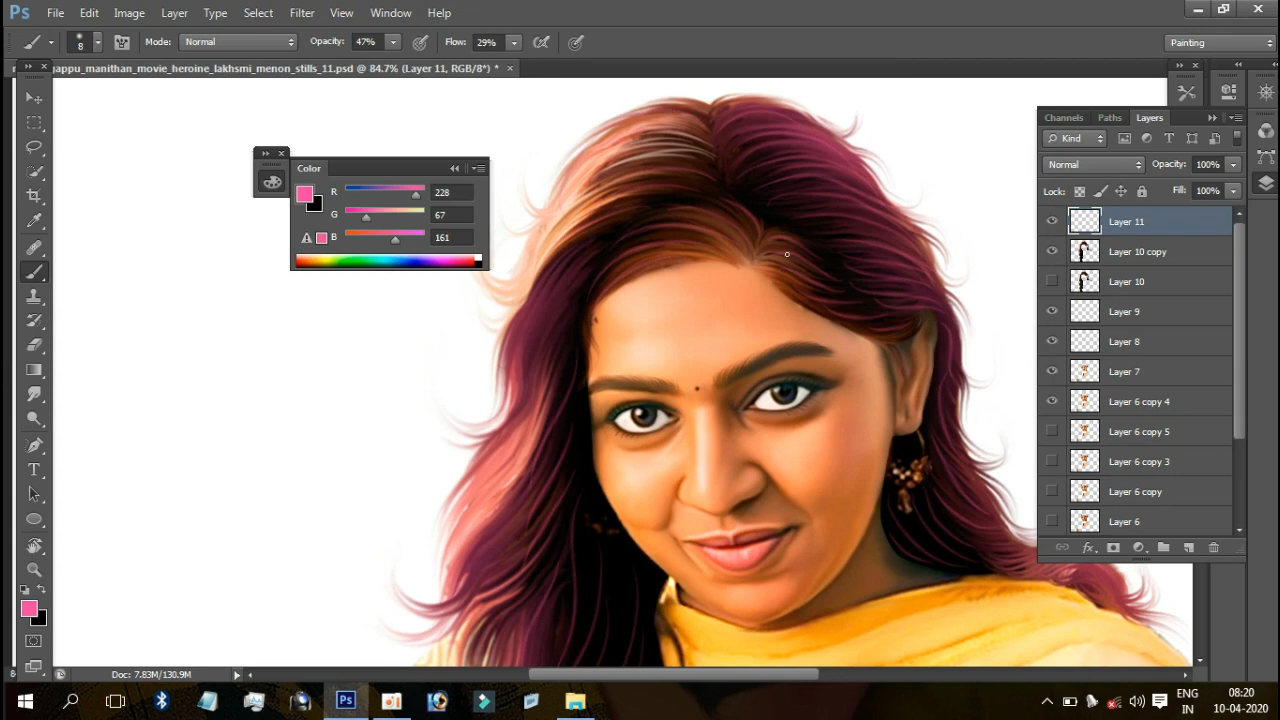 Ps File Edit Image Layer Type Select Filter View Window Help
8 Mode: Normal Opacity: 47% Flow: 29% Painting
appu_manithan_movie_heroine_lakhsmi_menon_stills_11.psd @ 84.7% (Layer 11, RGB/8*) *
Channels Paths Layers
Kind
Normal Opacity: 100%
Lock: Fill: 100%
Color
R 228
G 67
B 161
Layer 11
Layer 10 copy
Layer 10
Layer 9
Layer 8
Layer 7
Layer 6 copy 4
Layer 6 copy 5
Layer 6 copy 3
Layer 6 copy
Layer 6
fx
T
Doc: 7.83M/130.9M
Ps
ENG
IN
08:20
10-04-2020